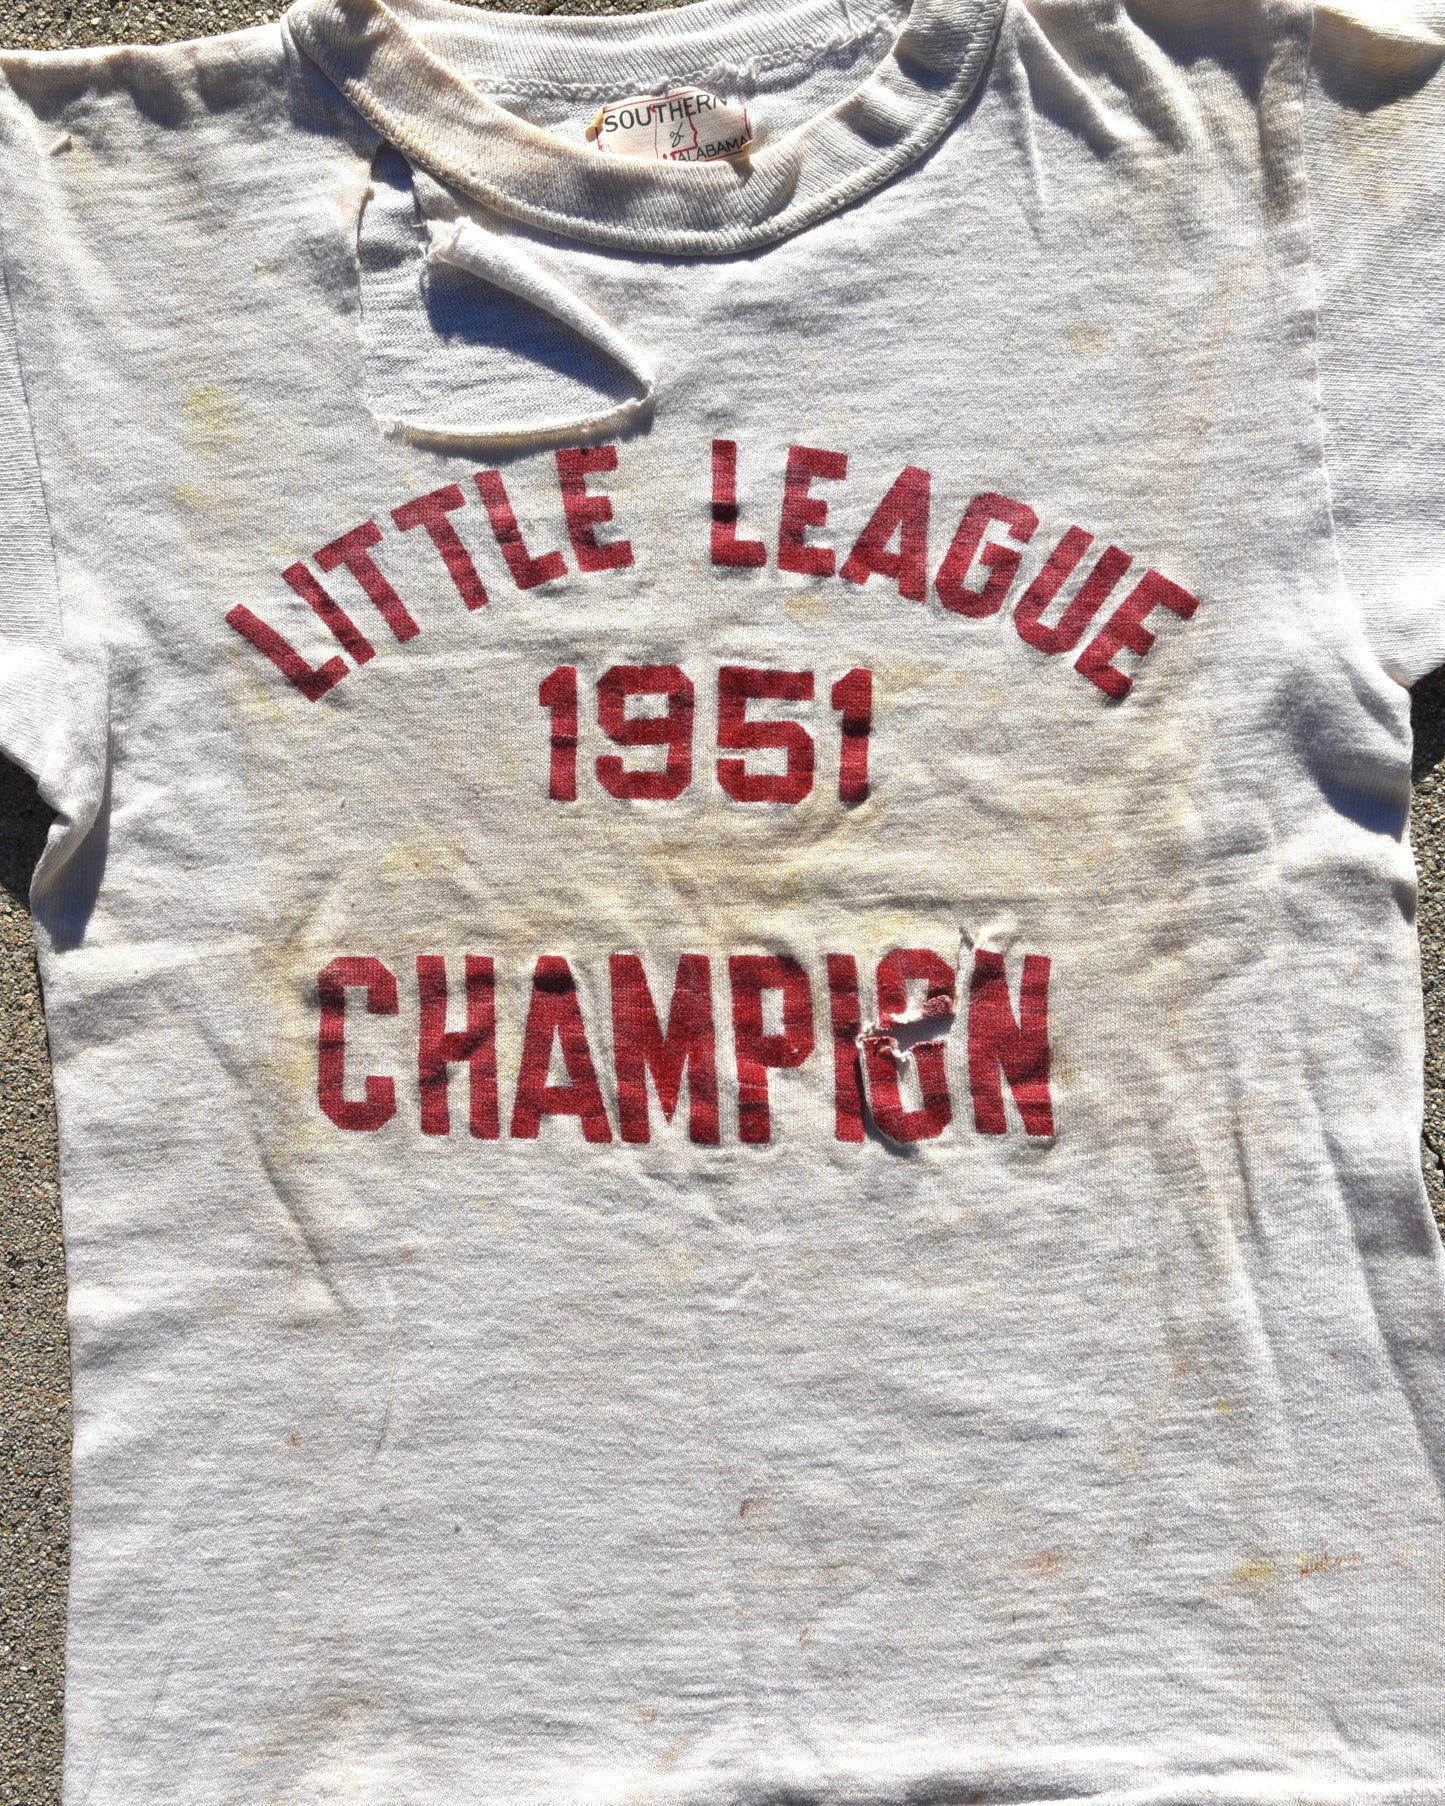 SOUTHERN
of
ALABAMA
LITTLE LEAGUE
1951
CHAMPION